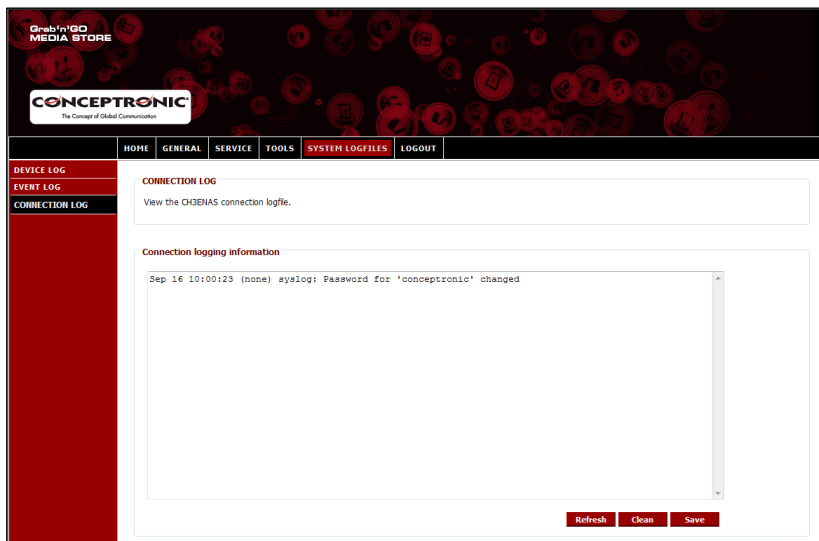 Grab'n'GO
MEDIA STORE
CONCEPTRONIC®
The Concept of Global Communication
HOME GENERAL SERVICE TOOLS SYSTEM LOGFILES LOGOUT
DEVICE LOG
EVENT LOG
CONNECTION LOG
CONNECTION LOG
View the CH3ENAS connection logfile.
Connection logging information
Sep 16 10:00:23 (none) syslog: Password for 'conceptronic' changed
Refresh Clean Save